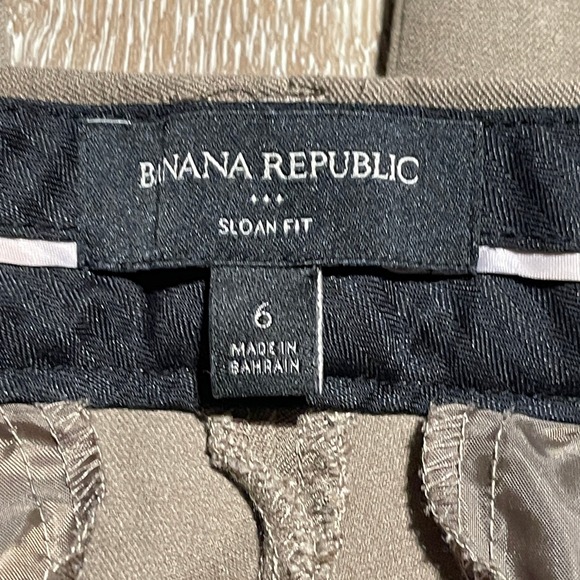 BANANA REPUBLIC
SLOAN FIT
6
MADE IN
BAHRAIN